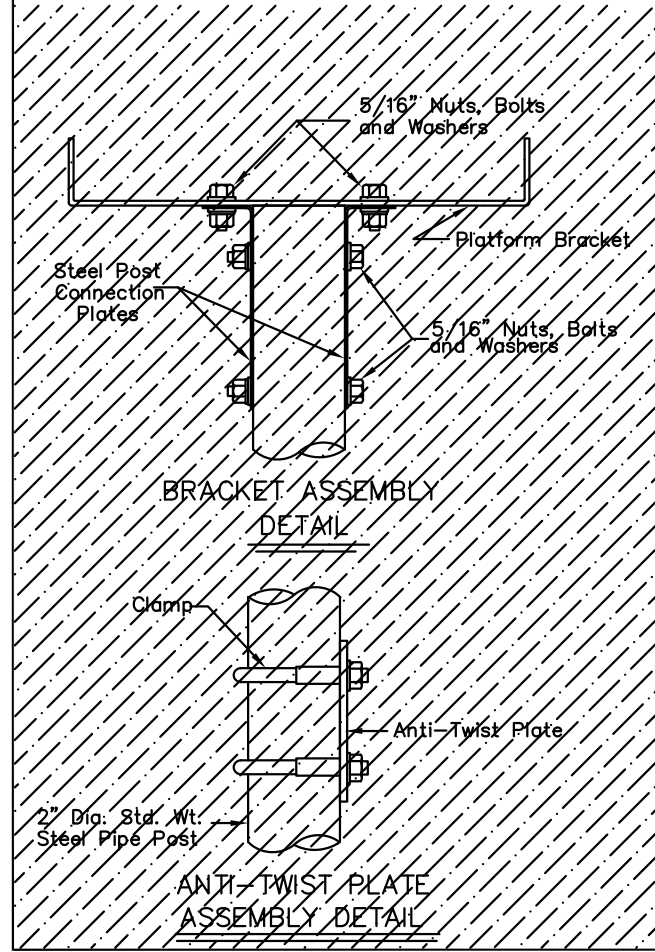 5/16" Nuts, Bolts
and Washers
Platform Bracket
Steel Post
Connection
Plates
5/16" Nuts, Bolts
and Washers
BRACKET ASSEMBLY
DETAIL
Clamp
Anti-Twist Plate
2" Dia. Std. Wt.
Steel Pipe Post
ANTI-TWIST PLATE
ASSEMBLY DETAIL